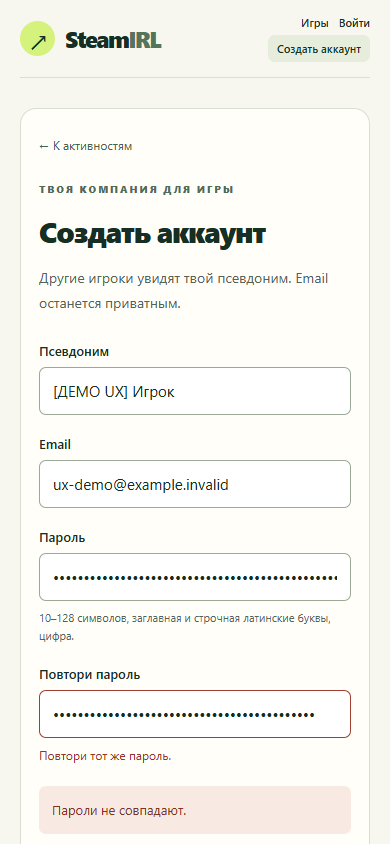 SteamIRL
Игры Войти
Создать аккаунт
← К активностям
ТВОЯ КОМПАНИЯ ДЛЯ ИГРЫ
Создать аккаунт
Другие игроки увидят твой псевдоним. Email
останется приватным.
Псевдоним
[ДЕМО UX] Игрок
Email
ux-demo@example.invalid
Пароль
10–128 символов, заглавная и строчная латинские буквы,
цифра.
Повтори пароль
Повтори тот же пароль.
Пароли не совпадают.